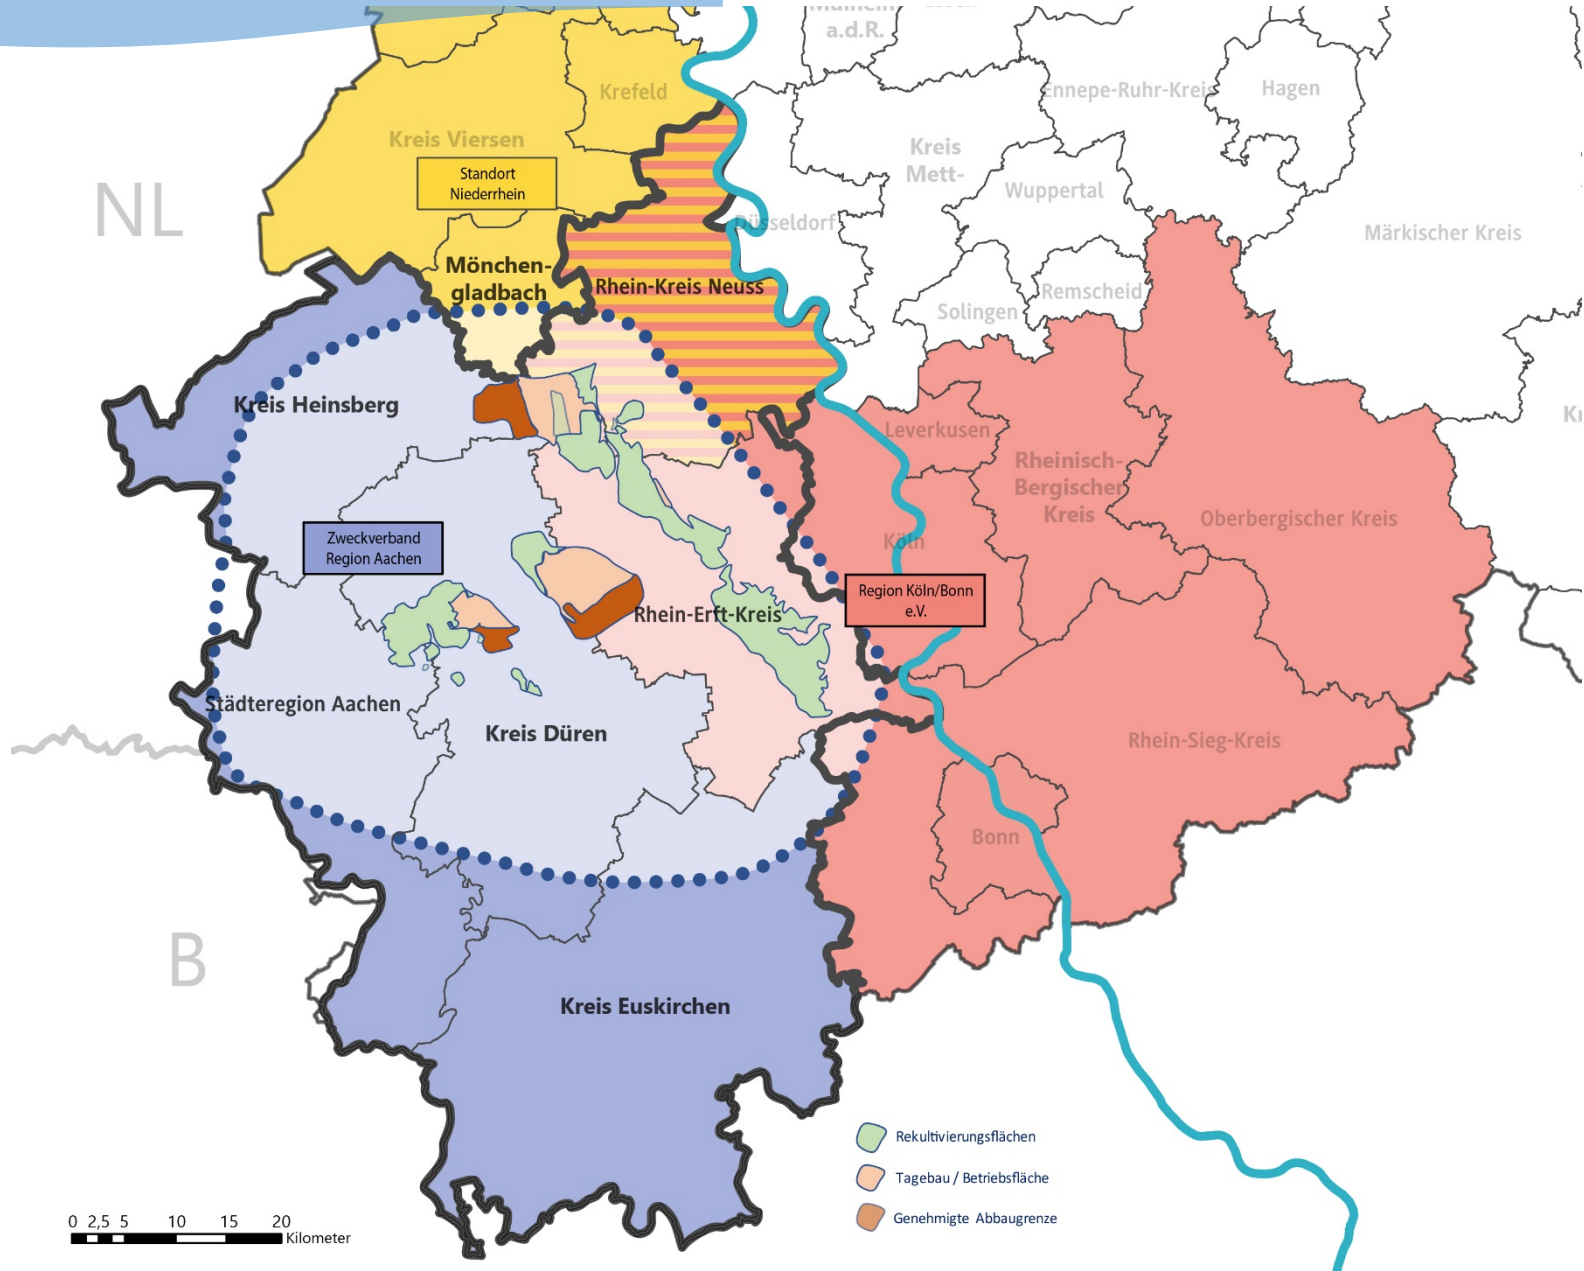 a.d.R.
Krefeld
Ennepe-Ruhr-Kreis
Hagen
Kreis Viersen
Kreis
Mett-
Standort
Niederrhein
NL
Wuppertal
Düsseldorf
Märkischer Kreis
Mönchen-
gladbach
Rhein-Kreis Neuss
Remscheid
Solingen
Kreis Heinsberg
Leverkusen
Rheinisch-
Bergischer
Kreis
Oberbergischer Kreis
Zweckverband
Region Aachen
Köln
Region Köln/Bonn
e.V.
Rhein-Erft-Kreis
Städteregion Aachen
Kreis Düren
Rhein-Sieg-Kreis
Bonn
B
Kreis Euskirchen
Rekultivierungsflächen
Tagebau / Betriebsfläche
Genehmigte Abbaugrenze
0 2,5 5 10 15 20
Kilometer